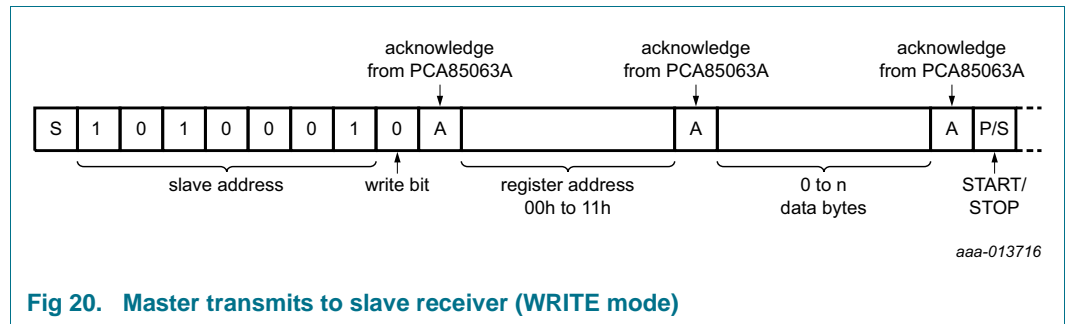 acknowledge acknowledge acknowledge
from PCA85063A from PCA85063A from PCA85063A
S 1 0 1 0 0 0 1 0 A A A P/S
slave address write bit register address 0 to n START/
00h to 11h data bytes STOP
aaa-013716
Fig 20. Master transmits to slave receiver (WRITE mode)